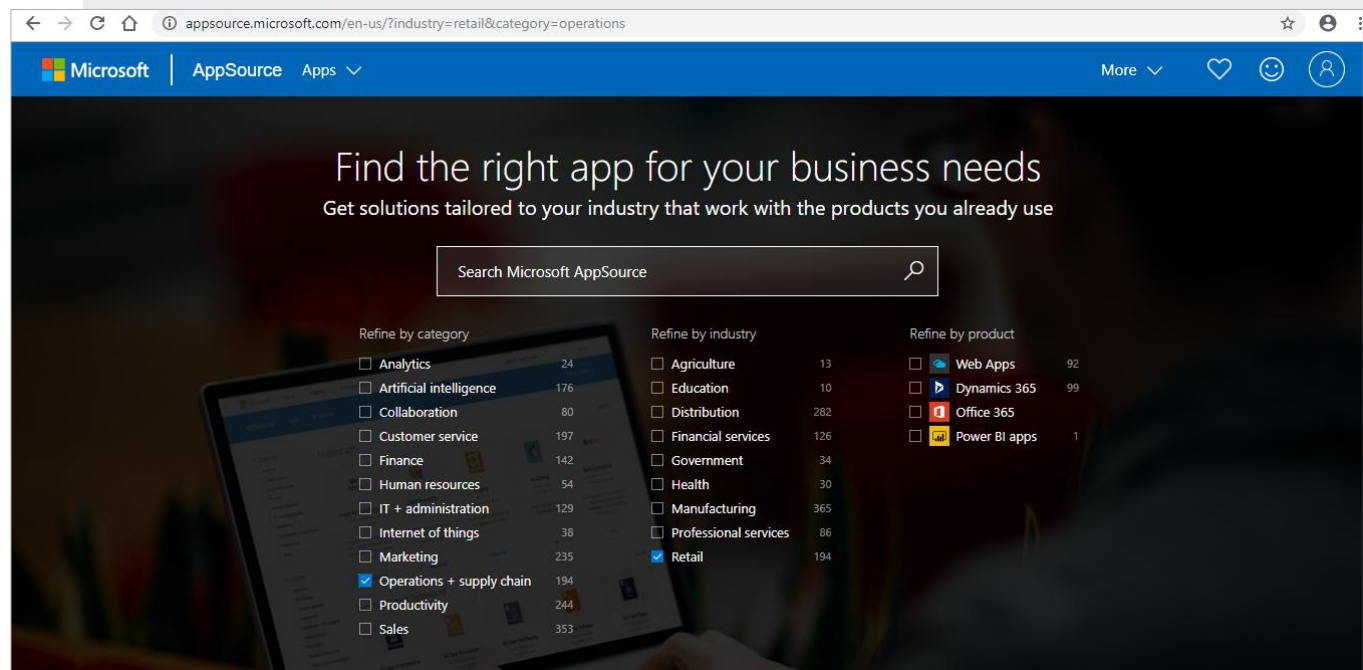 appsource.microsoft.com/en-us/?industry=retail&category=operations
Microsoft AppSource Apps More
Find the right app for your business needs
Get solutions tailored to your industry that work with the products you already use
Search Microsoft AppSource
Refine by category
Analytics 24
Artificial intelligence 176
Collaboration 80
Customer service 197
Finance 142
Human resources 54
IT + administration 129
Internet of things 38
Marketing 235
Operations + supply chain 194
Productivity 244
Sales 353
Refine by industry
Agriculture 13
Education 10
Distribution 282
Financial services 126
Government 34
Health 30
Manufacturing 365
Professional services 86
Retail 194
Refine by product
Web Apps 92
Dynamics 365 99
Office 365
Power BI apps 1